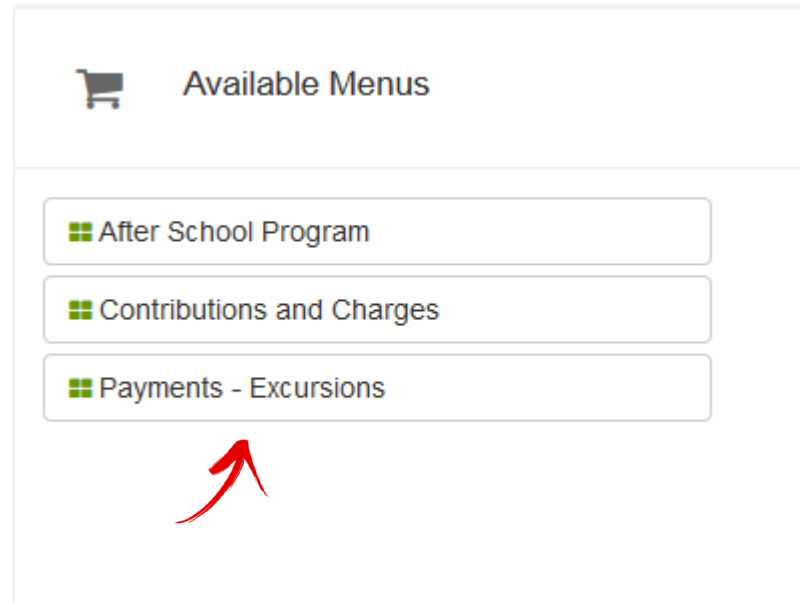 Available Menus
After School Program
Contributions and Charges
Payments - Excursions